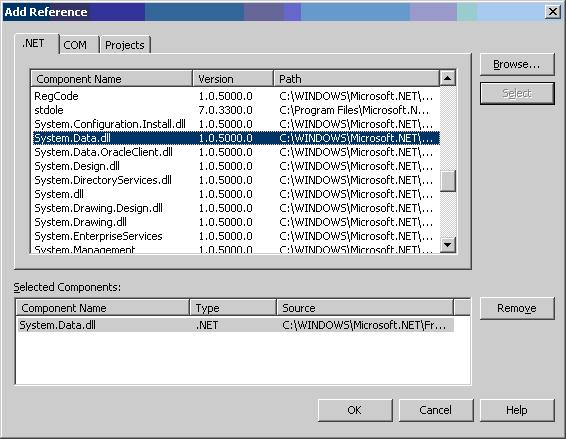 Add Reference
.NET COM Projects
Browse...
Component Name Version Path
Select
RegCode 1.0.5000.0 C:\WINDOWS\Microsoft.NET\...
stdole 7.0.3300.0 C:\Program Files\Microsoft.N...
System.Configuration.Install.dll 1.0.5000.0 C:\WINDOWS\Microsoft.NET\...
System.Data.dll 1.0.5000.0 C:\WINDOWS\Microsoft.NET\...
System.Data.OracleClient.dll 1.0.5000.0 C:\WINDOWS\Microsoft.NET\...
System.Design.dll 1.0.5000.0 C:\WINDOWS\Microsoft.NET\...
System.DirectoryServices.dll 1.0.5000.0 C:\WINDOWS\Microsoft.NET\...
System.dll 1.0.5000.0 C:\WINDOWS\Microsoft.NET\...
System.Drawing.Design.dll 1.0.5000.0 C:\WINDOWS\Microsoft.NET\...
System.Drawing.dll 1.0.5000.0 C:\WINDOWS\Microsoft.NET\...
System.EnterpriseServices 1.0.5000.0 C:\WINDOWS\Microsoft.NET\...
System.Management 1.0.5000.0 C:\WINDOWS\Microsoft.NET\...
Selected Components:
Component Name Type Source
Remove
System.Data.dll .NET C:\WINDOWS\Microsoft.NET\Fr...
OK Cancel Help